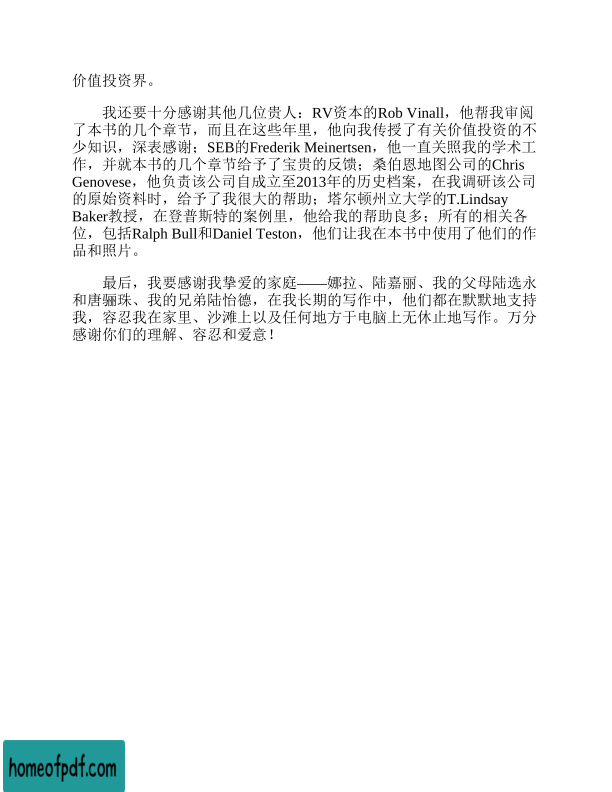 价值投资界。
我还要十分感谢其他几位贵人：RV资本的Rob Vinall，他帮我审阅
了本书的几个章节，而且在这些年里，他向我传授了有关价值投资的不
少知识，深表感谢；SEB的Frederik Meinertsen，他一直关照我的学术工
作，并就本书的几个章节给予了宝贵的反馈；桑伯恩地图公司的Chris
Genovese，他负责该公司自成立至2013年的历史档案，在我调研该公司
的原始资料时，给予了我很大的帮助；塔尔顿州立大学的T.Lindsay
Baker教授，在登普斯特的案例里，他给我的帮助良多；所有的相关各
位，包括Ralph Bull和Daniel Teston，他们让我在本书中使用了他们的作
品和照片。
最后，我要感谢我挚爱的家庭——娜拉、陆嘉丽、我的父母陆选永
和唐骊珠、我的兄弟陆怡德，在我长期的写作中，他们都在默默地支持
我，容忍我在家里、沙滩上以及任何地方于电脑上无休止地写作。万分
感谢你们的理解、容忍和爱意！
homeofpdf.com